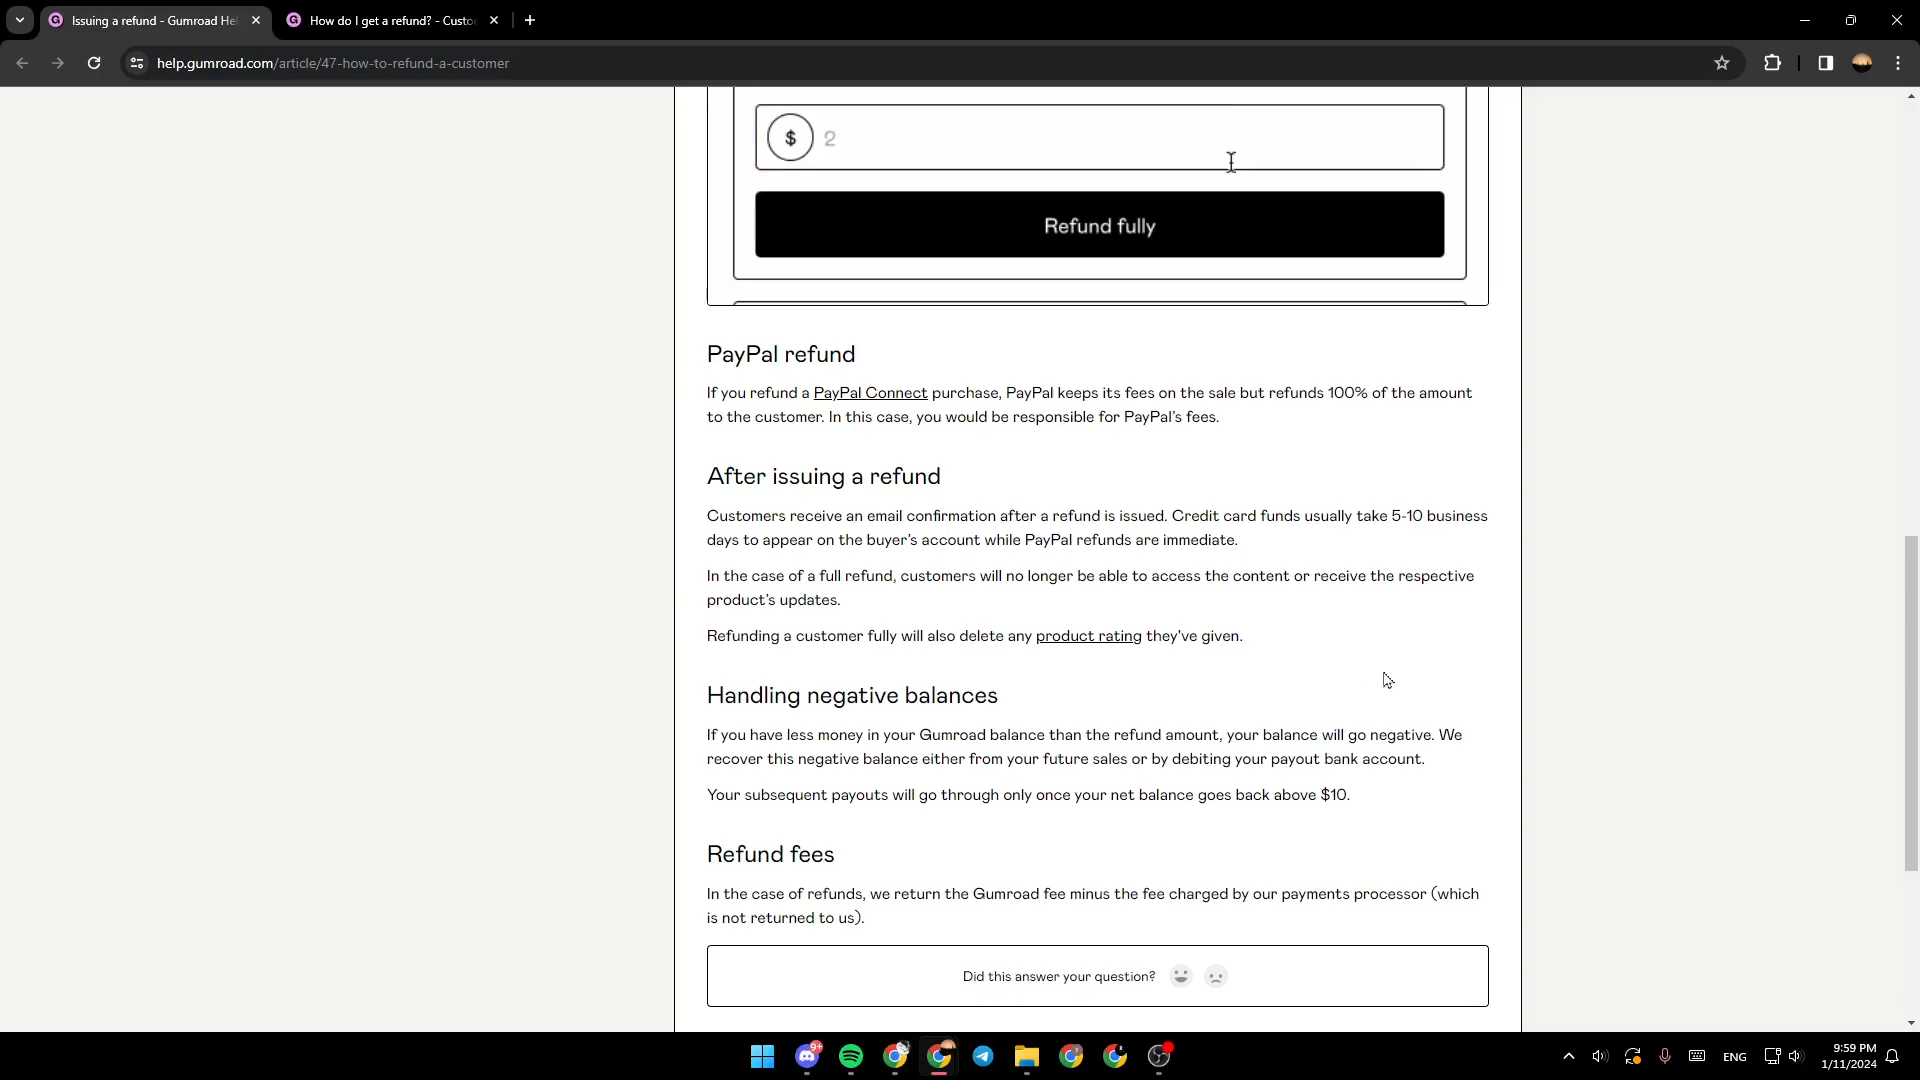 Issuing a refund - Gumroad He
How do I get a refund? - Custo
help.gumroad.com/article/47-how-to-refund-a-customer
$ 2
Refund fully
PayPal refund
If you refund a PayPal Connect purchase, PayPal keeps its fees on the sale but refunds 100% of the amount
to the customer. In this case, you would be responsible for PayPal's fees.
After issuing a refund
Customers receive an email confirmation after a refund is issued. Credit card funds usually take 5-10 business
days to appear on the buyer's account while PayPal refunds are immediate.
In the case of a full refund, customers will no longer be able to access the content or receive the respective
product's updates.
Refunding a customer fully will also delete any product rating they've given.
Handling negative balances
If you have less money in your Gumroad balance than the refund amount, your balance will go negative. We
recover this negative balance either from your future sales or by debiting your payout bank account.
Your subsequent payouts will go through only once your net balance goes back above $10.
Refund fees
In the case of refunds, we return the Gumroad fee minus the fee charged by our payments processor (which
is not returned to us).
Did this answer your question?
9+
ENG
9:59 PM
1/11/2024